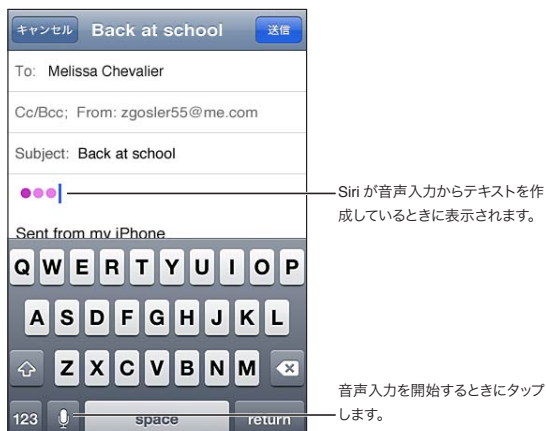 キャンセル Back at school 送信
To: Melissa Chevalier
Cc/Bcc; From: zgosler55@me.com
Subject: Back at school
Siri が音声入力からテキストを作
成しているときに表示されます。
Sent from my iPhone
Q W E R T Y U I O P
A S D F G H J K L
Z X C V B N M
音声入力を開始するときにタップ
します。
123 space return